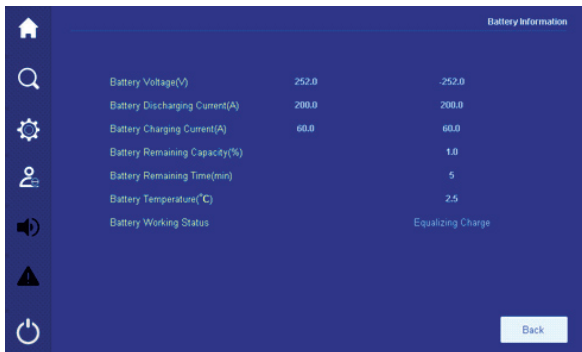 Battery Information
Battery Voltage(V) 252.0 -252.0
Battery Discharging Current(A) 200.0 200.0
Battery Charging Current(A) 60.0 60.0
Battery Remaining Capacity(%) 1.0
Battery Remaining Time(min) 5
Battery Temperature(°C) 2.5
Battery Working Status Equalizing Charge
Back